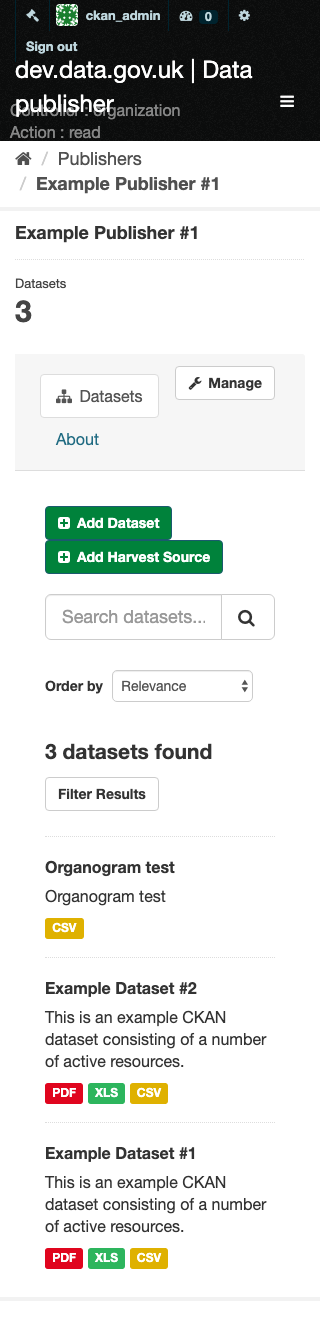 ckan_admin 0
Sign out
dev.data.gov.uk | Data
publisher
Controller : organization
Action : read
/ Publishers
/ Example Publisher #1
Example Publisher #1
Datasets
3
Datasets
Manage
About
Add Dataset
Add Harvest Source
Search datasets...
Order by Relevance
3 datasets found
Filter Results
Organogram test
Organogram test
CSV
Example Dataset #2
This is an example CKAN
dataset consisting of a number
of active resources.
PDF XLS CSV
Example Dataset #1
This is an example CKAN
dataset consisting of a number
of active resources.
PDF XLS CSV